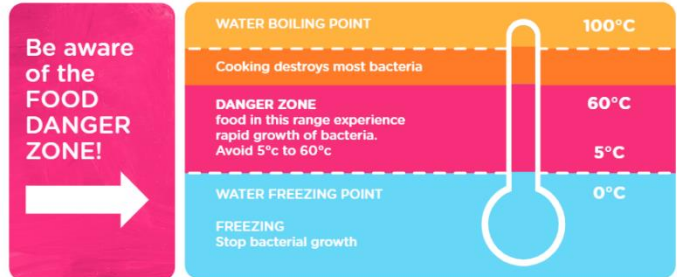 Be aware
of the
FOOD
DANGER
ZONE!
WATER BOILING POINT
100°C
Cooking destroys most bacteria
DANGER ZONE
60°C
food in this range experience
rapid growth of bacteria.
Avoid 5°c to 60°c
5°C
WATER FREEZING POINT
0°C
FREEZING
Stop bacterial growth